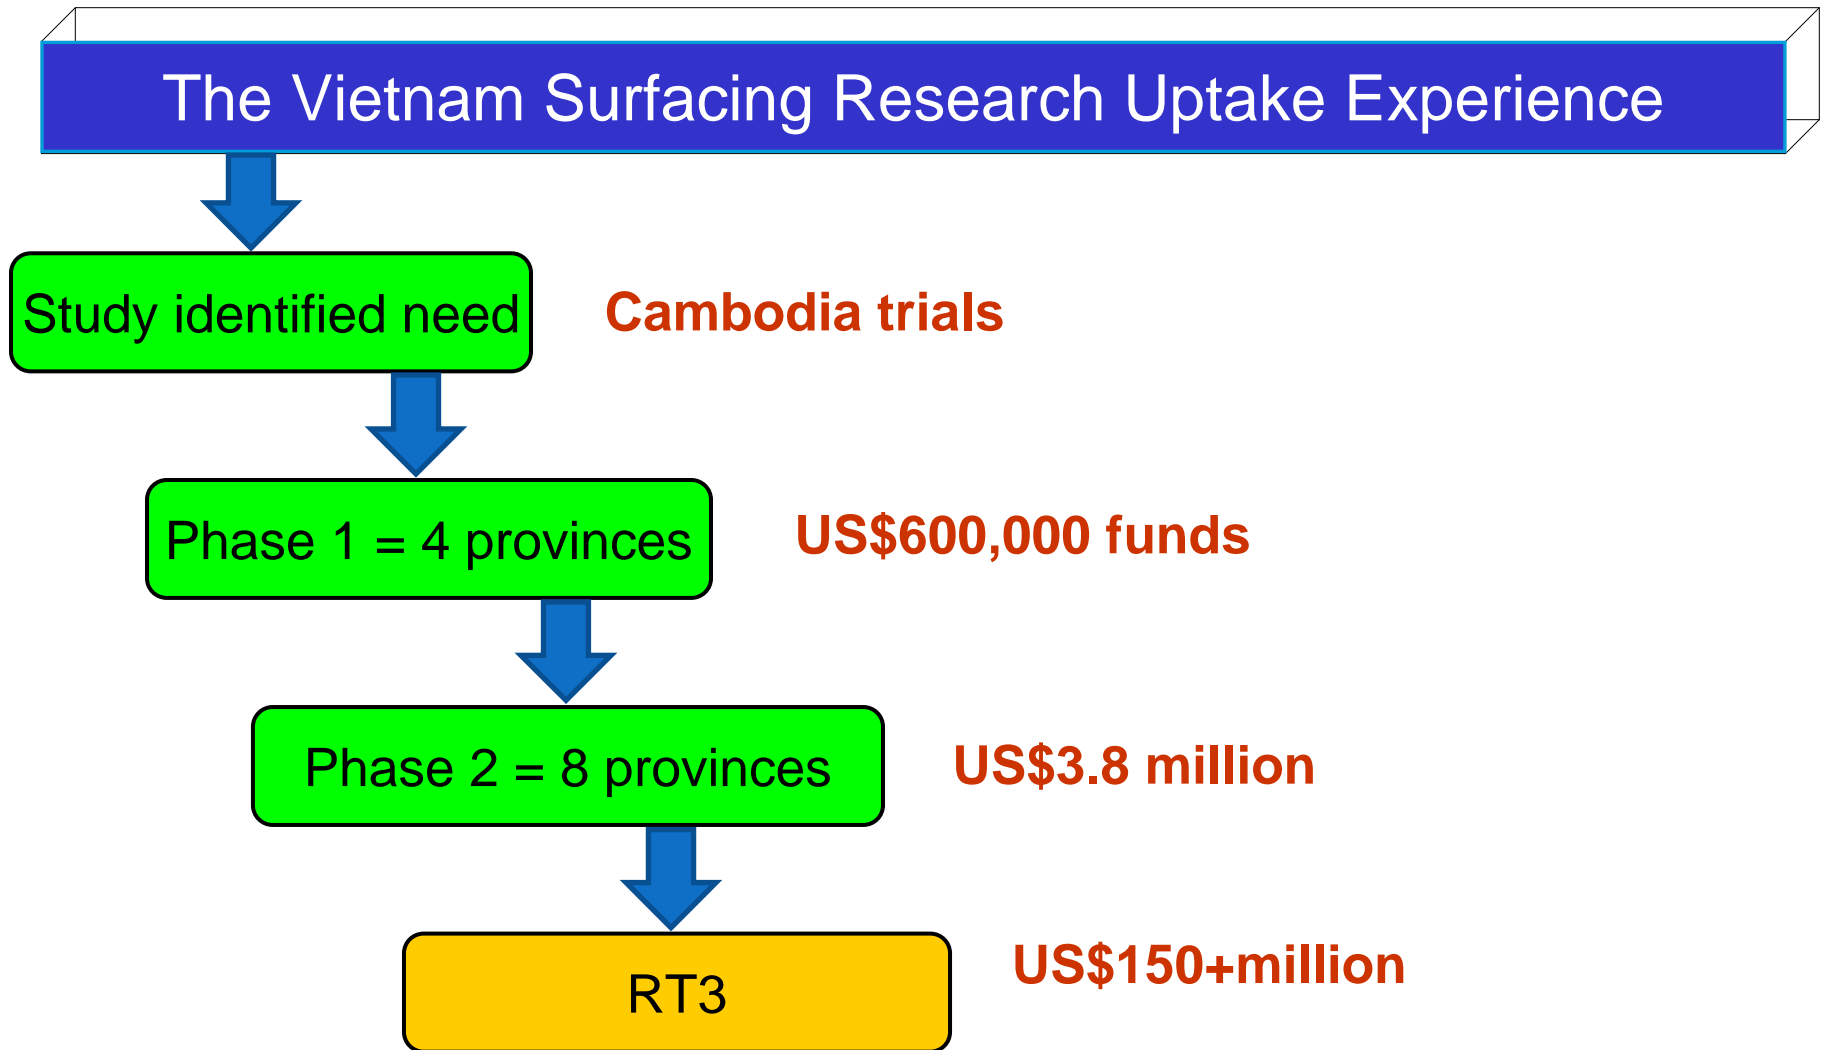 The Vietnam Surfacing Research Uptake Experience
Study identified need
Cambodia trials
Phase 1 = 4 provinces
US$600,000 funds
Phase 2 = 8 provinces
US$3.8 million
RT3
US$150+million